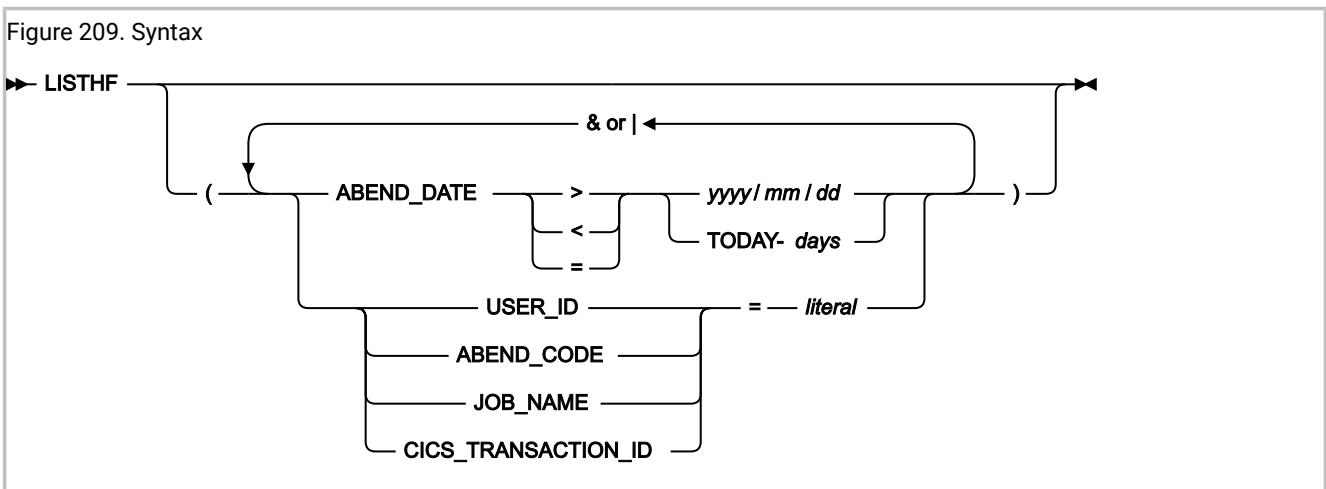 Figure 209. Syntax
LISTHF
& or |
( ABEND_DATE > yyyy / mm / dd )
< TODAY- days
=
USER_ID = literal
ABEND_CODE
JOB_NAME
CICS_TRANSACTION_ID